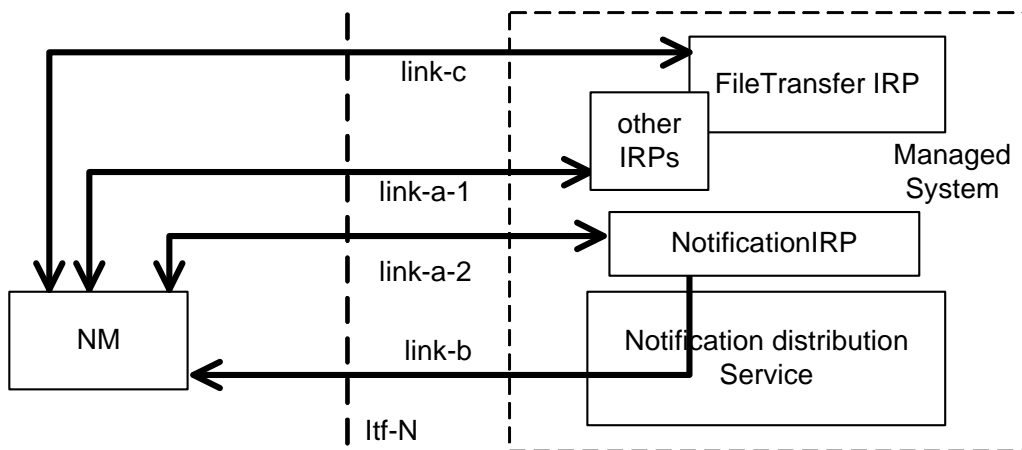 link-c
FileTransfer IRP
other
IRPs
Managed
System
link-a-1
NotificationIRP
link-a-2
NM
link-b
Notification distribution
Service
Itf-N